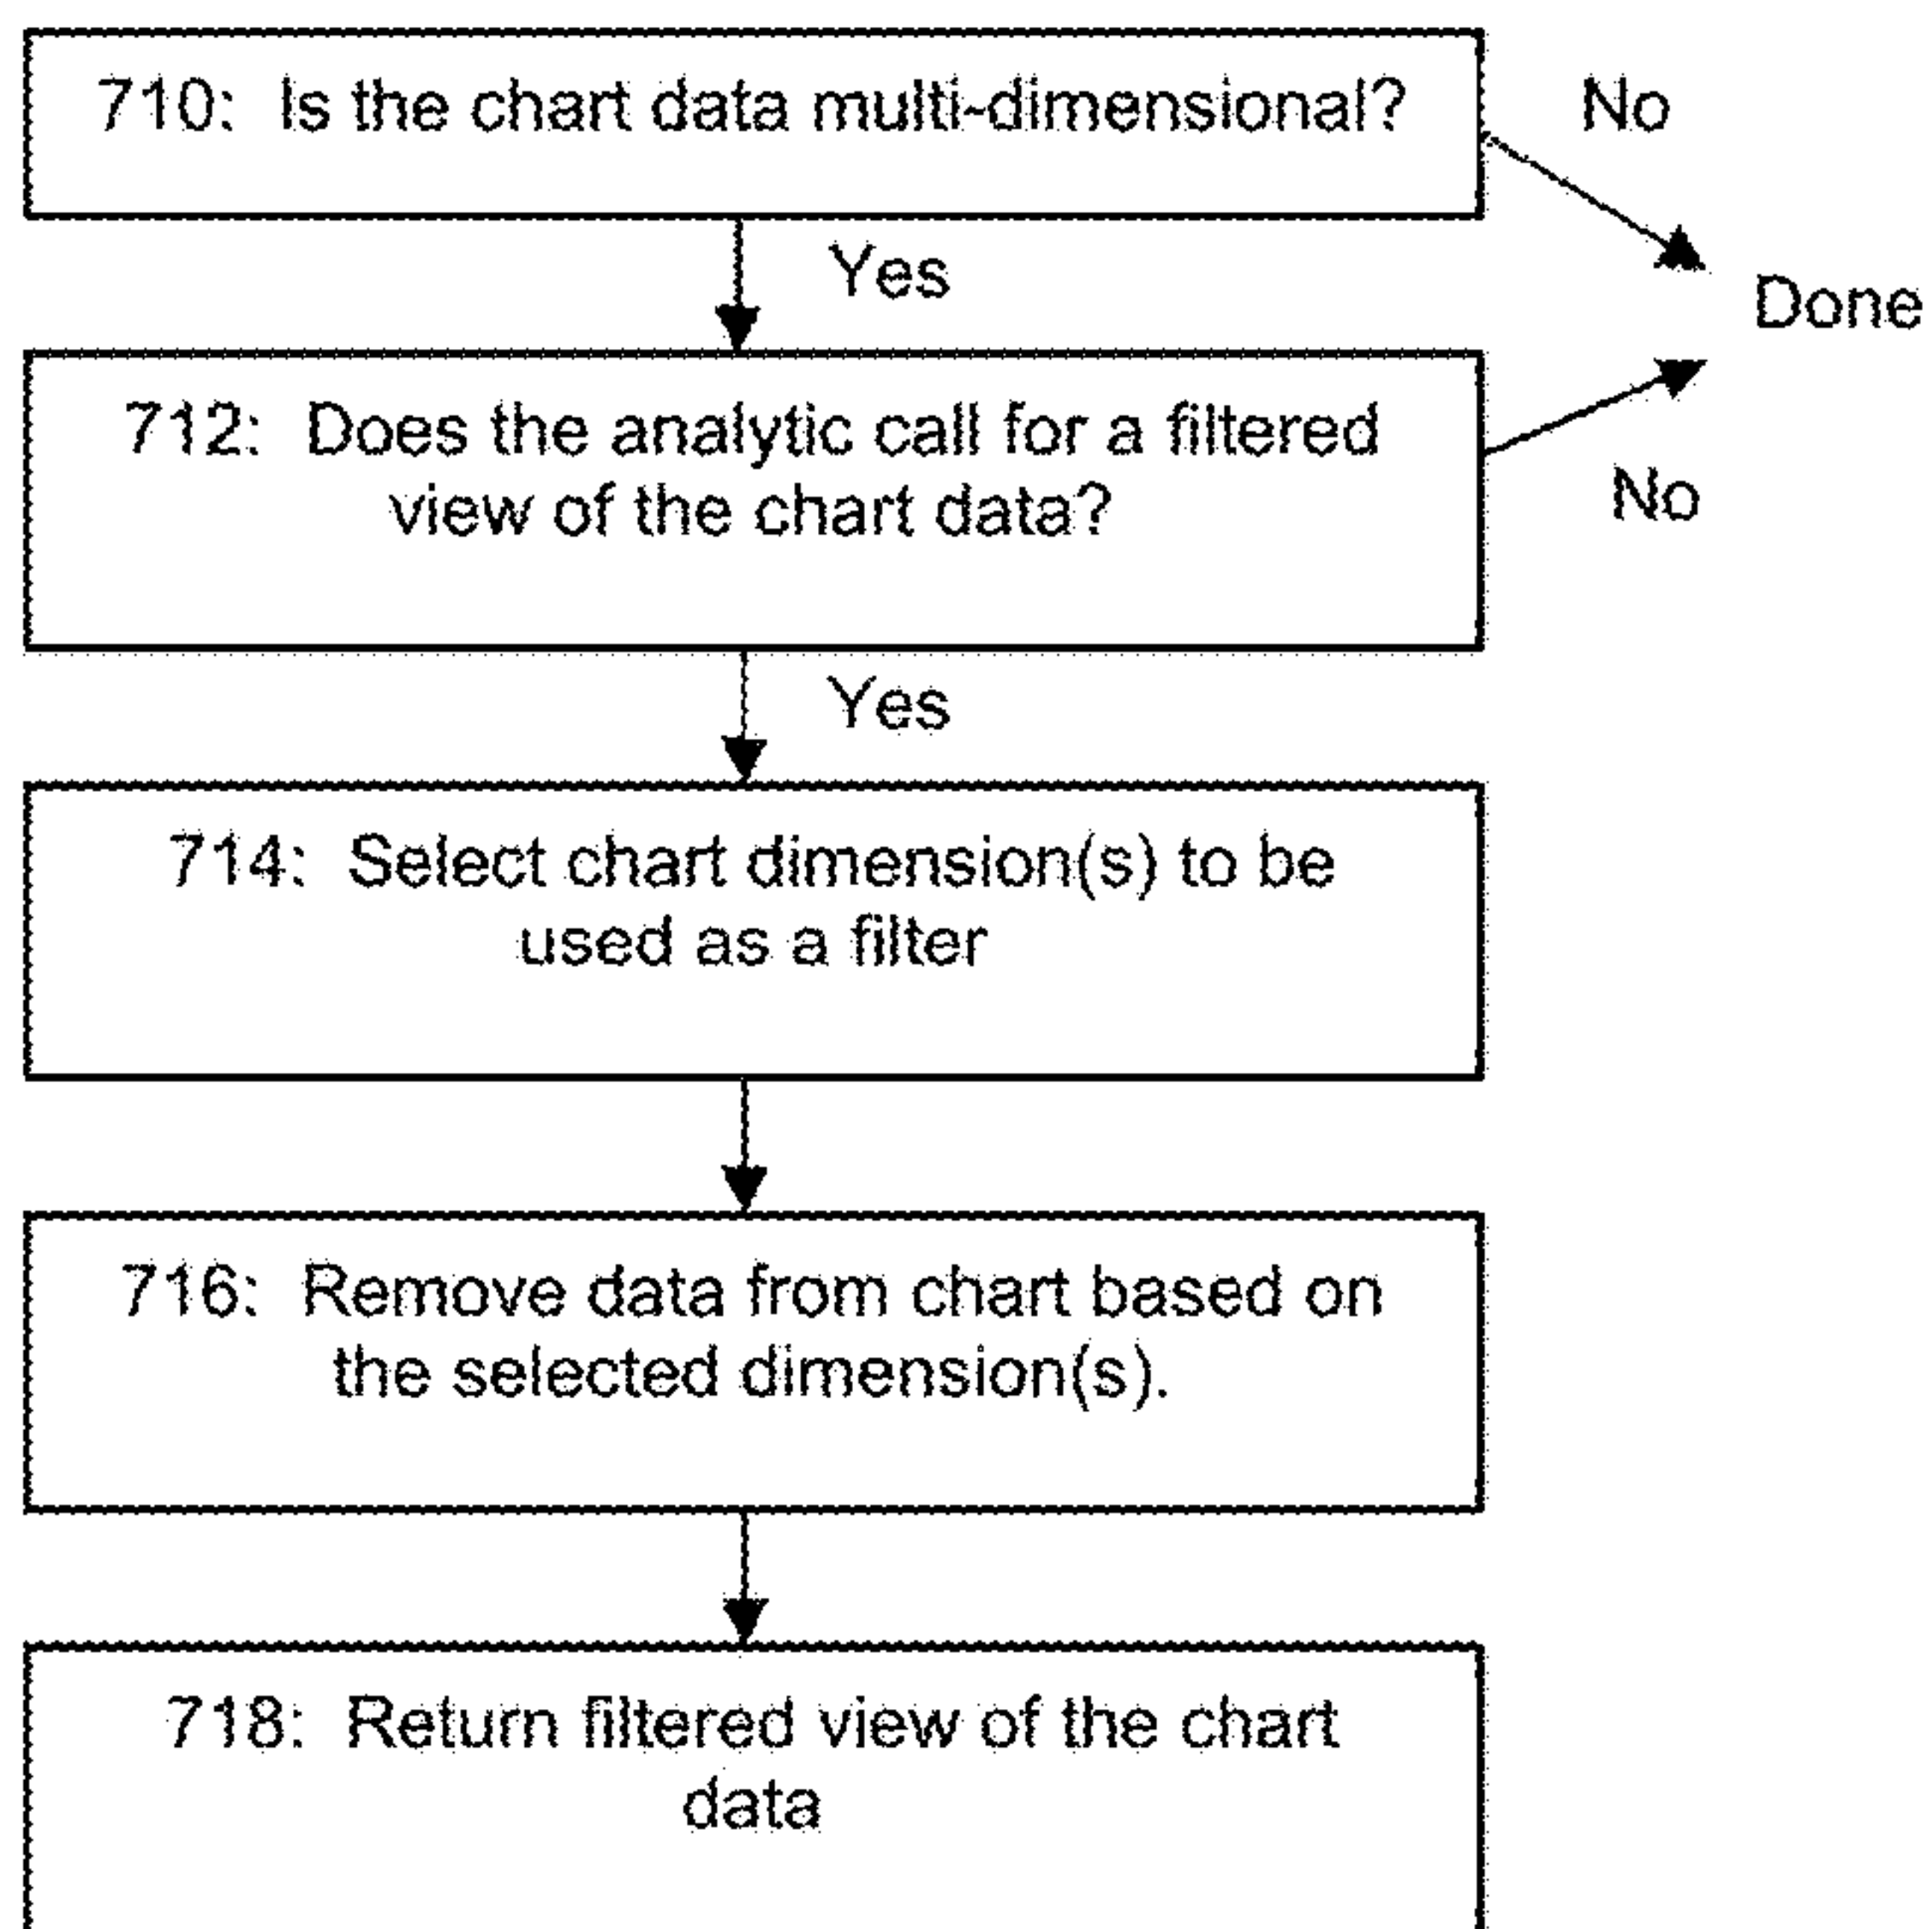 710: Is the chart data multi-dimensional?
No
Yes
Done
712: Does the analytic call for a filtered
view of the chart data?
No
Yes
714: Select chart dimension(s) to be
used as a filter
716: Remove data from chart based on
the selected dimension(s).
718: Return filtered view of the chart
data